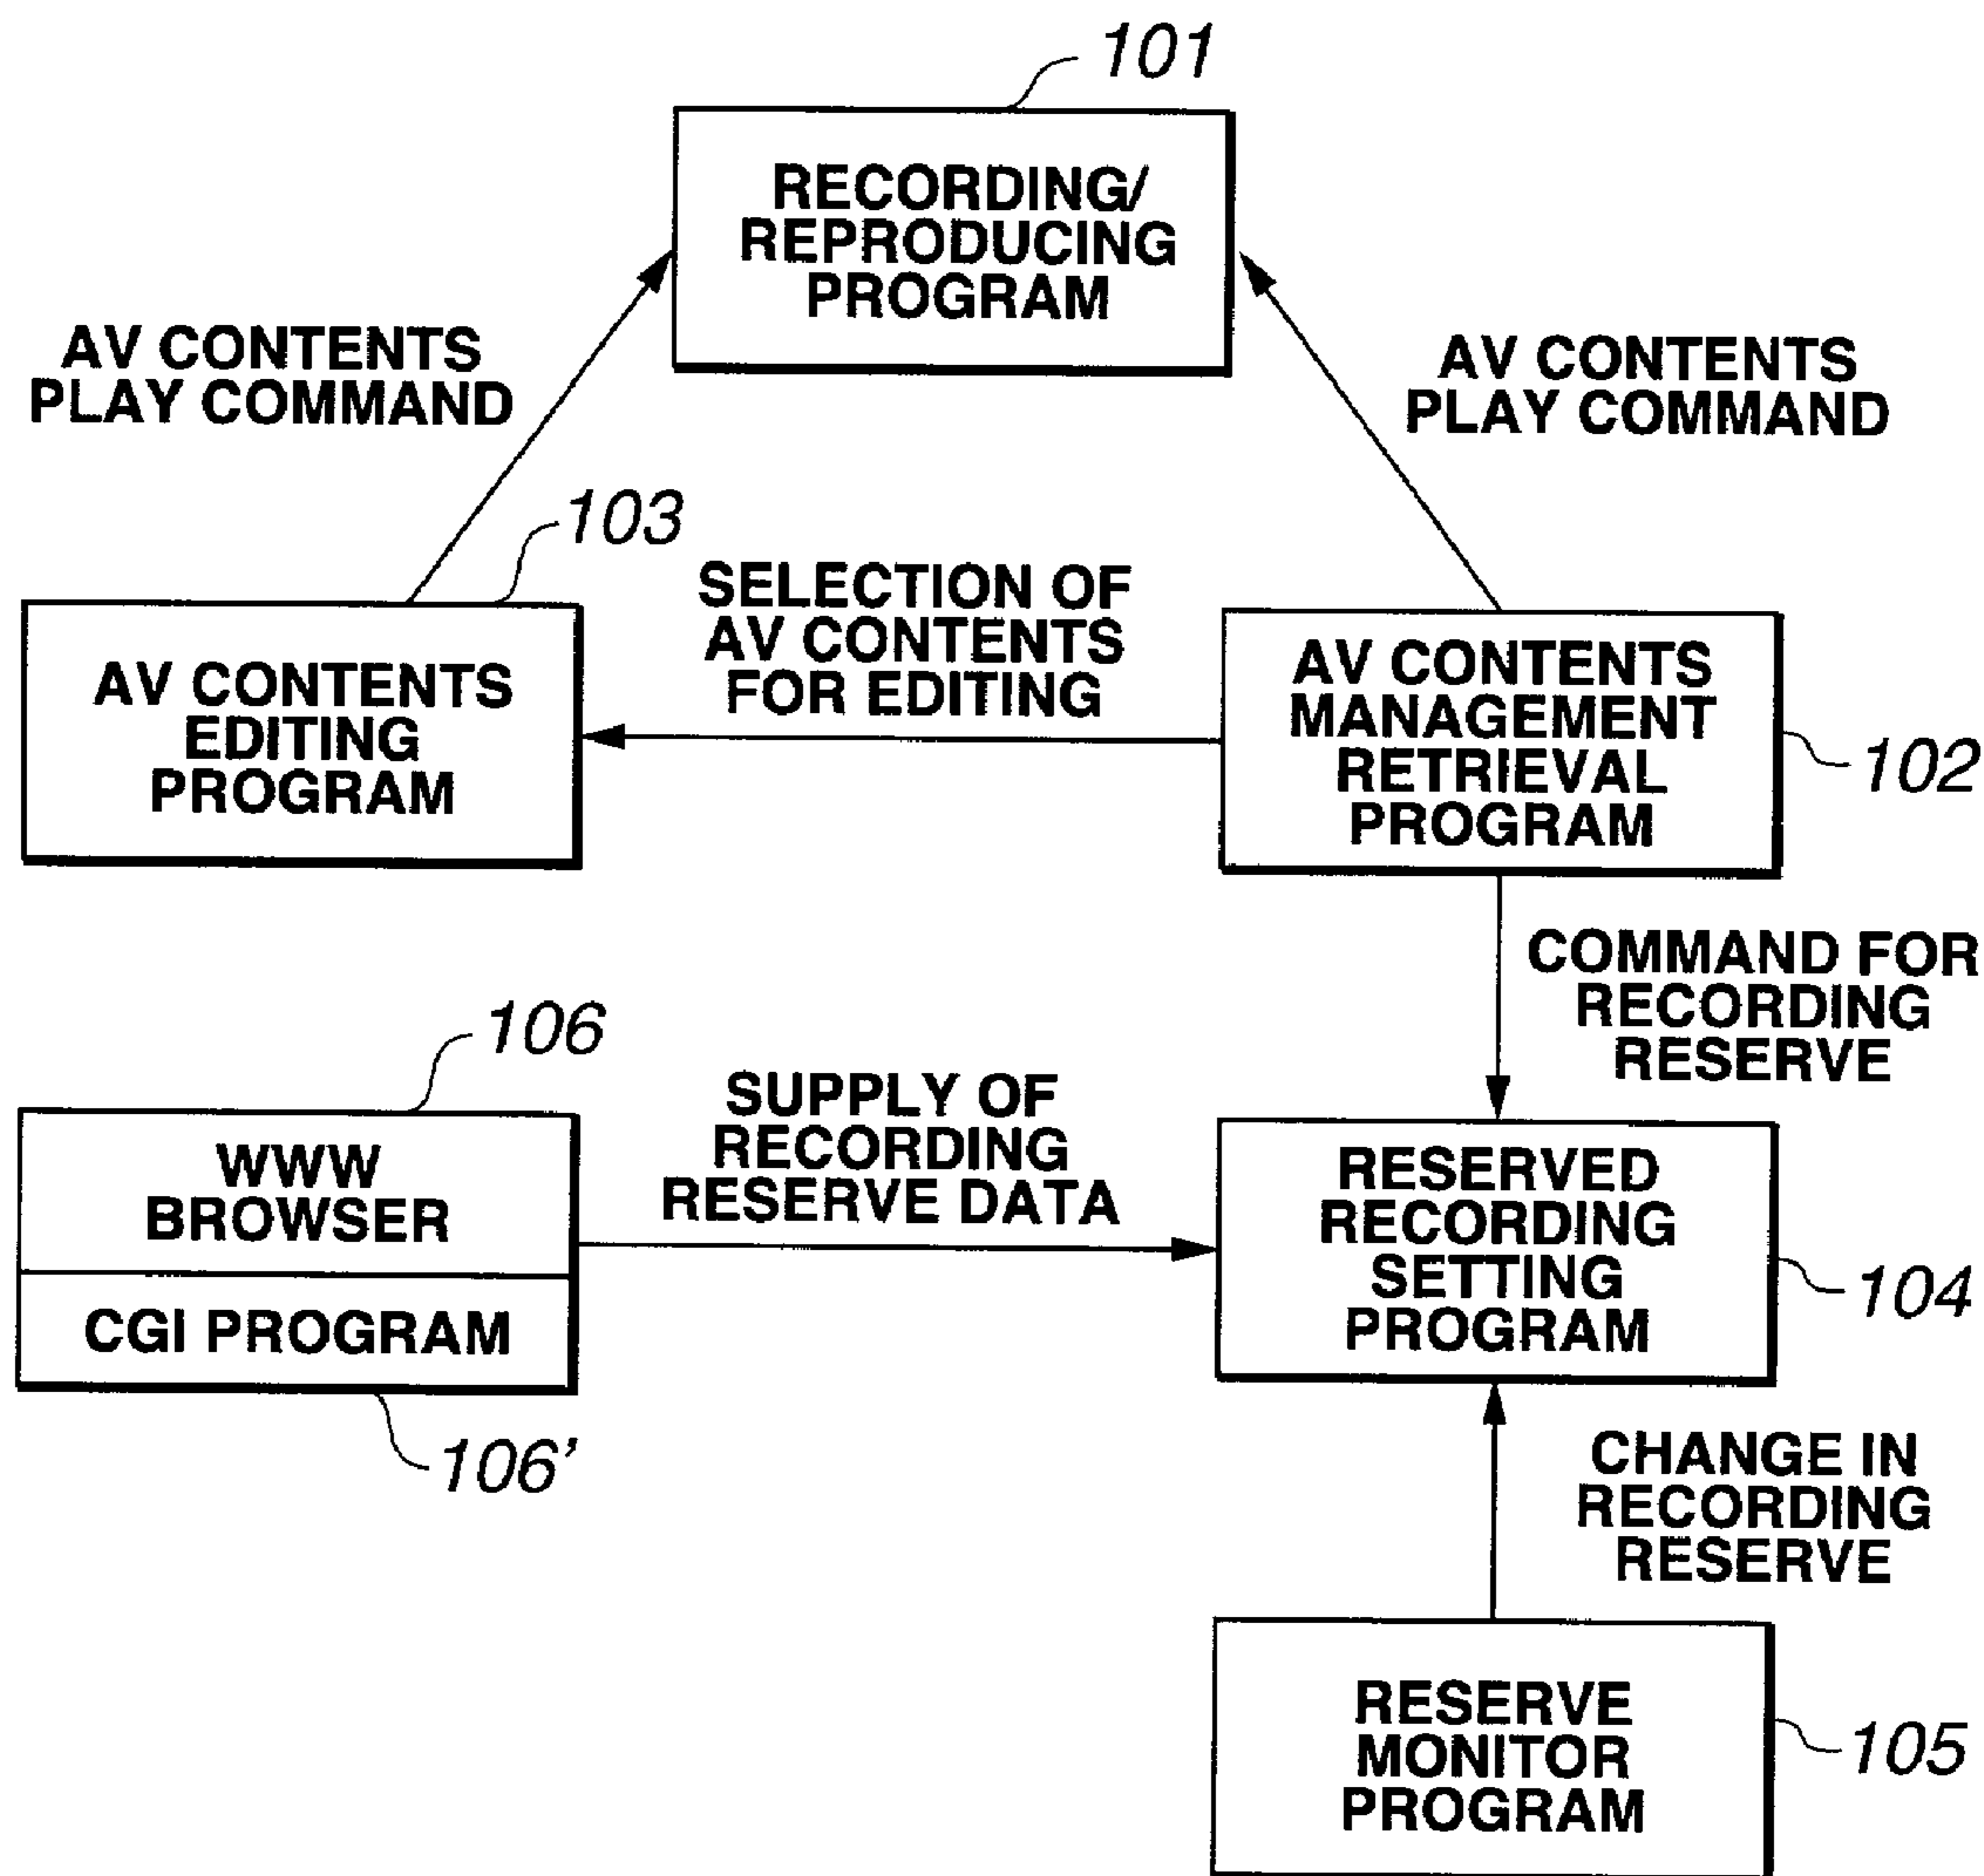 101
RECORDING/
REPRODUCING
PROGRAM
AV CONTENTS
PLAY COMMAND
AV CONTENTS
PLAY COMMAND
103
SELECTION OF
AV CONTENTS
FOR EDITING
AV CONTENTS
EDITING
PROGRAM
AV CONTENTS
MANAGEMENT
RETRIEVAL
PROGRAM
102
COMMAND FOR
RECORDING
RESERVE
106
SUPPLY OF
RECORDING
RESERVE DATA
WWW
BROWSER
CGI PROGRAM
106'
RESERVED
RECORDING
SETTING
PROGRAM
104
CHANGE IN
RECORDING
RESERVE
RESERVE
MONITOR
PROGRAM
105